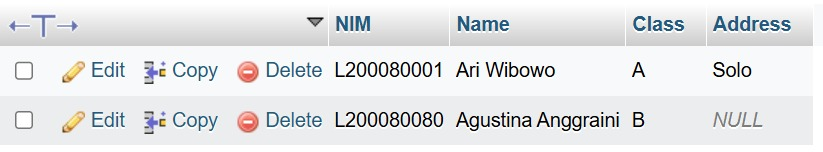 NIM Name Class Address
Edit Copy Delete L200080001 Ari Wibowo A Solo
Edit Copy Delete L200080080 Agustina Anggraini B NULL